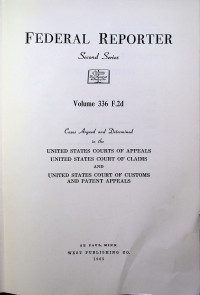 FEDERAL REPORTER
Second Series
Volume 336 F.2d
Cases Argued and Determined
in the
UNITED STATES COURTS OF APPEALS
UNITED STATES COURT OF CLAIMS
AND
UNITED STATES COURT OF CUSTOMS
AND PATENT APPEALS
ST. PAUL, MINN.
WEST PUBLISHING CO.